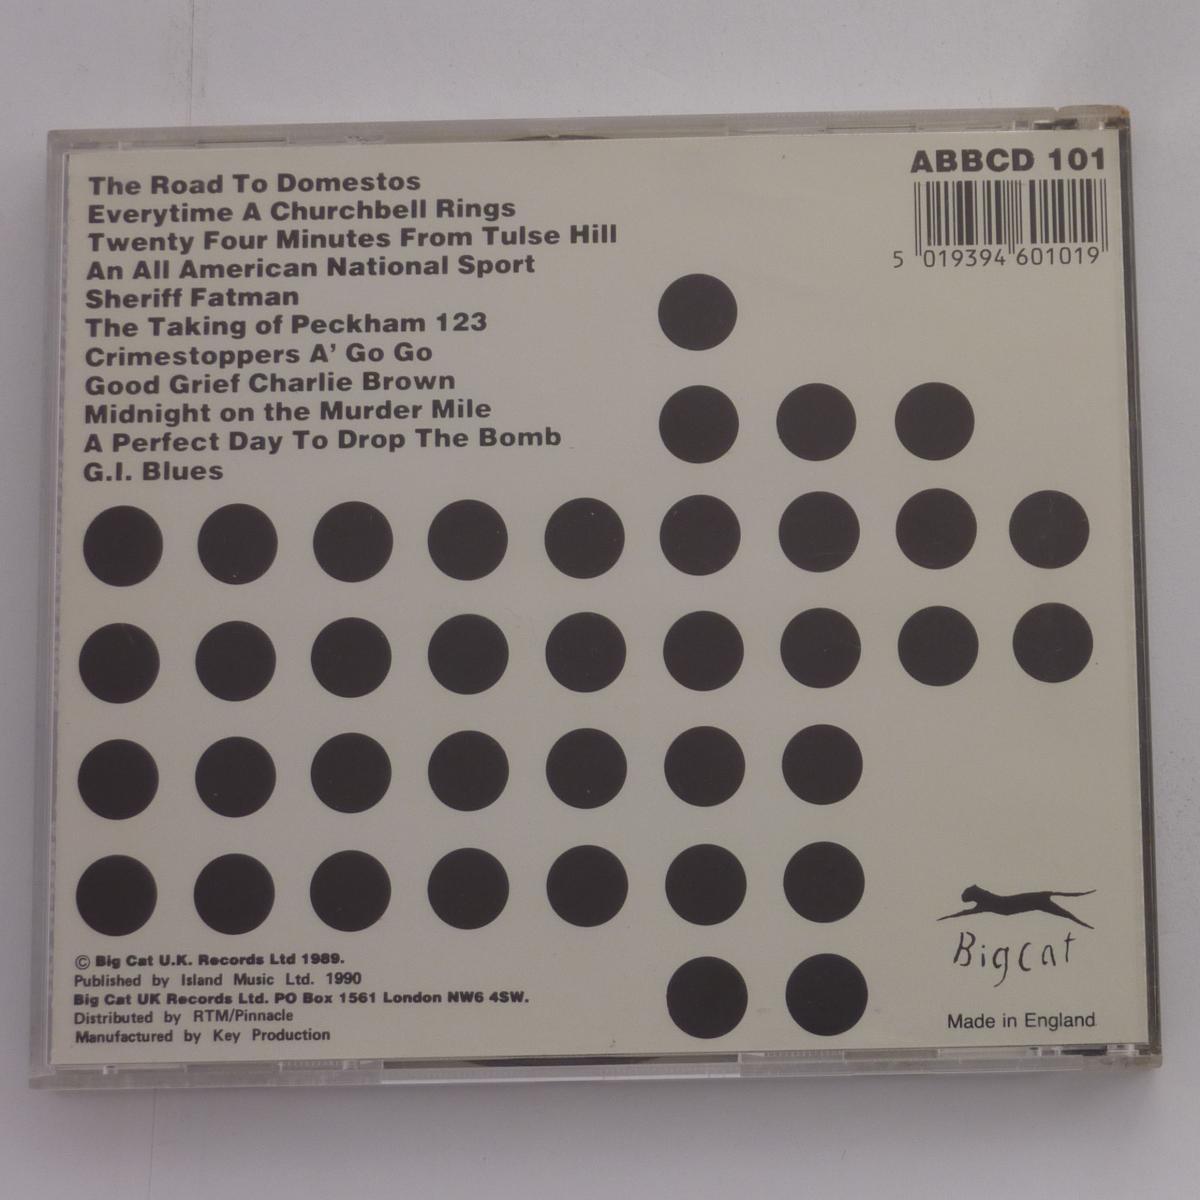 The Road To Domestos
Everytime A Churchbell Rings
Twenty Four Minutes From Tulse Hill
An All American National Sport
Sheriff Fatman
The Taking of Peckham 123
Crimestoppers A' Go Go
Good Grief Charlie Brown
Midnight on the Murder Mile
A Perfect Day To Drop The Bomb
G.I. Blues
ABBCD 101
5 019394 601019
© Big Cat U.K. Records Ltd 1989.
Published by Island Music Ltd. 1990
Big Cat UK Records Ltd. PO Box 1561 London NW6 4SW.
Distributed by RTM/Pinnacle
Manufactured by Key Production
Big Cat
Made in England